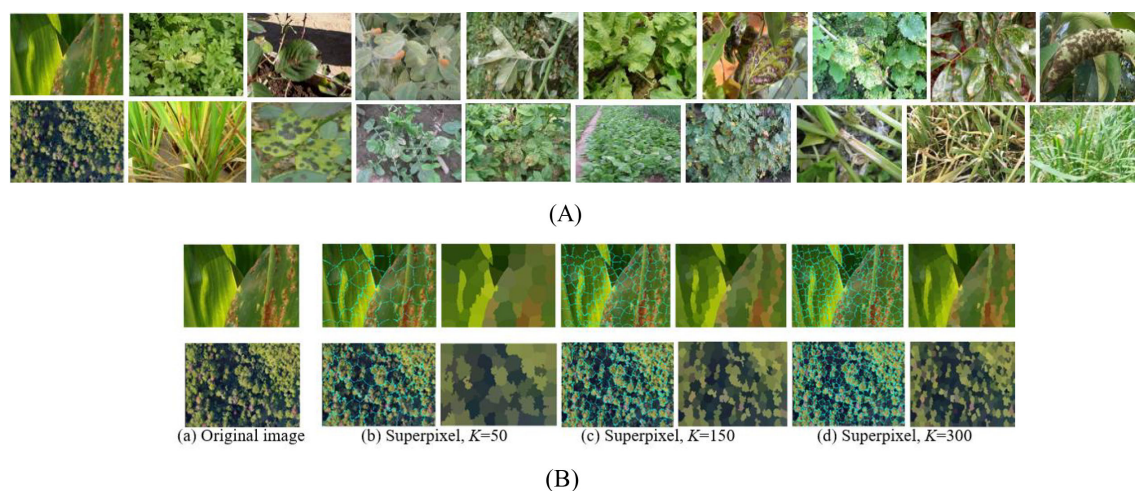 (A)
(a) Original image (b) Superpixel, K=50 (c) Superpixel, K=150 (d) Superpixel, K=300
(B)